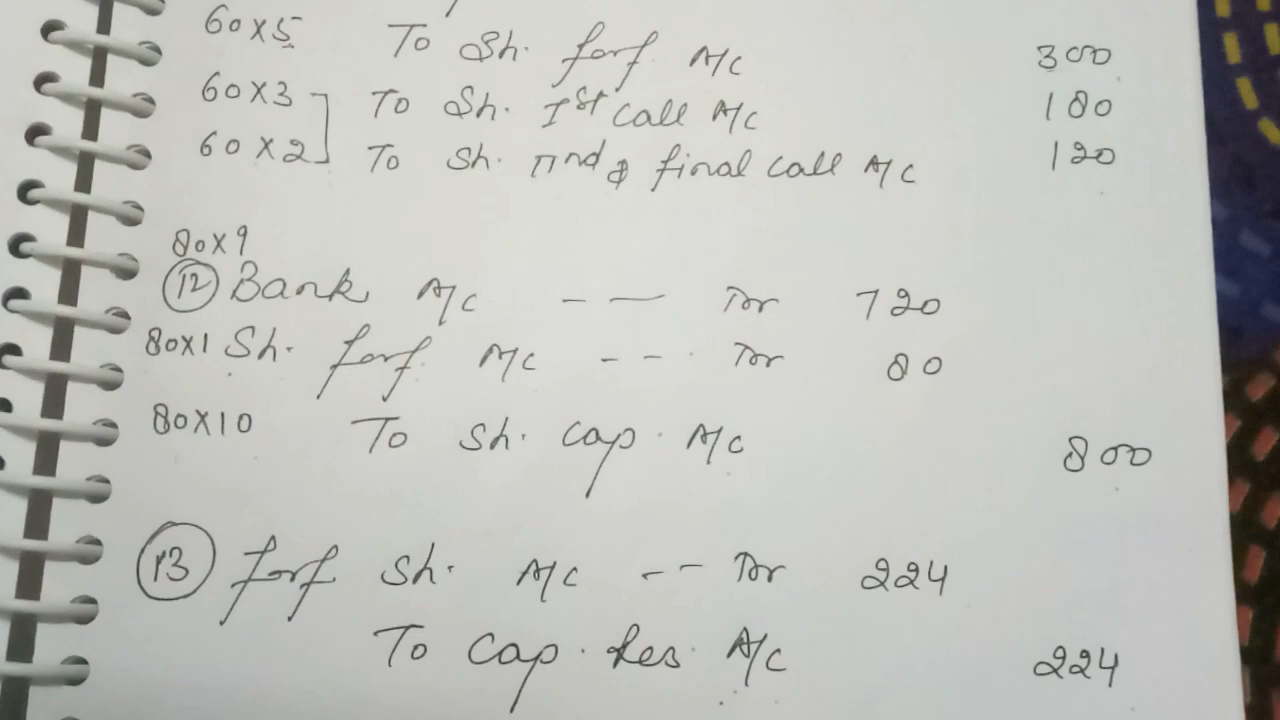 60X5 To Sh. forf A/c 300
60X3 To Sh. Ist call A/c 180
60X2 To Sh. IInd & final call A/c 120
80X9
(12) Bank A/c -- Dr 720
80X1 Sh. forf. A/c --- Dr 80
80X10 To Sh. cap. A/c 800
(13) forf Sh. A/c -- Dr 224
To cap. Res. A/c 224